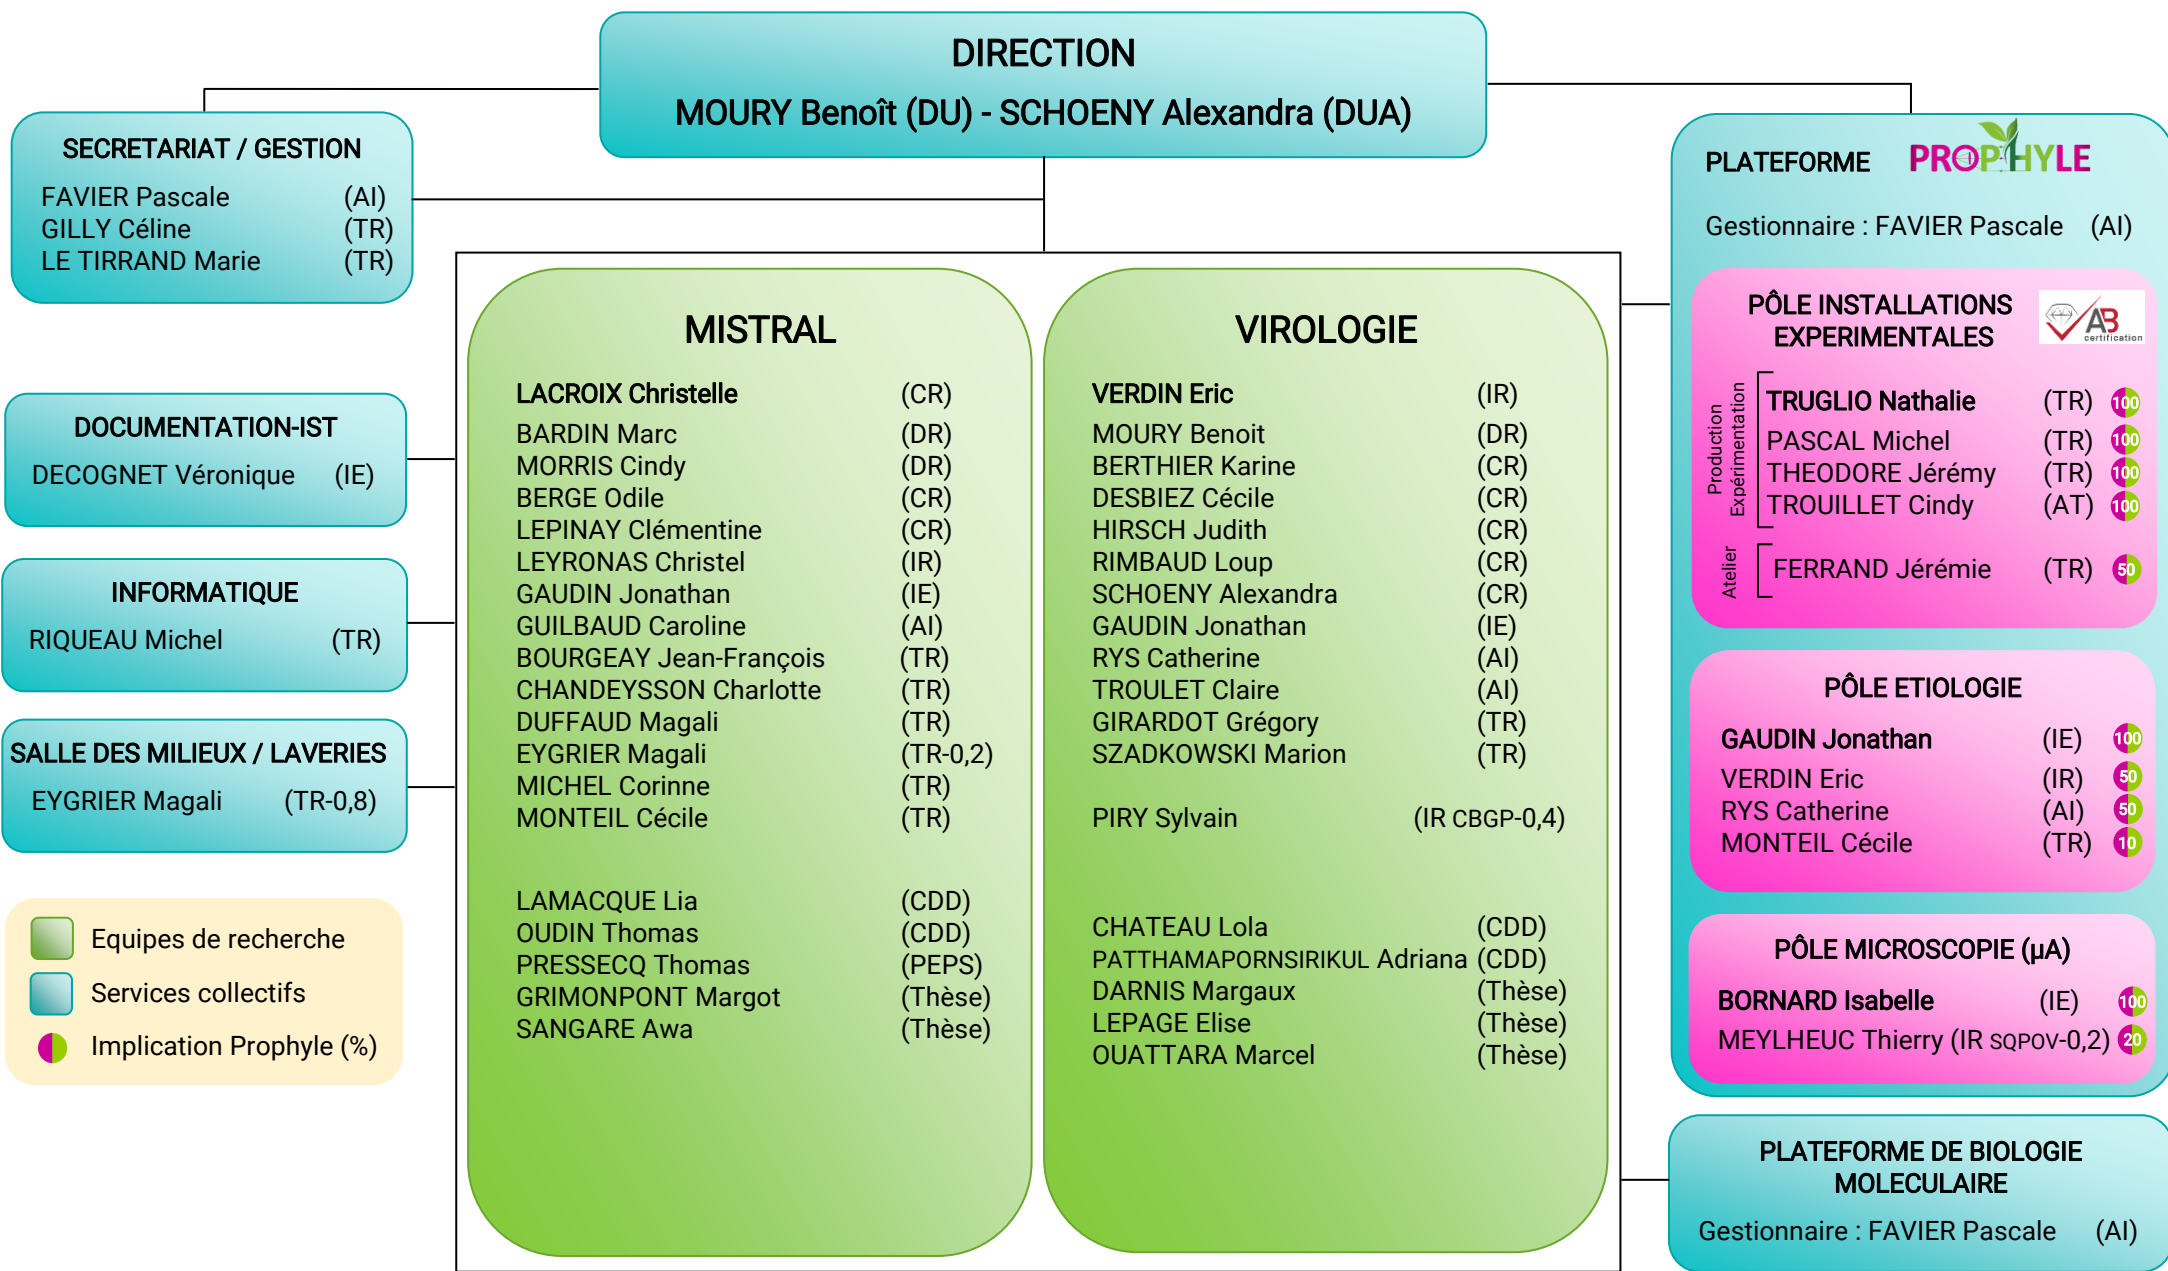 DIRECTION
MOURY Benoît (DU) - SCHOENY Alexandra (DUA)
SECRETARIAT / GESTION
FAVIER Pascale (AI)
GILLY Céline (TR)
LE TIRRAND Marie (TR)
DOCUMENTATION-IST
DECOGNET Véronique (IE)
INFORMATIQUE
RIQUEAU Michel (TR)
SALLE DES MILIEUX / LAVERIES
EYGRIER Magali (TR-0,8)
Equipes de recherche
Services collectifs
Implication Prophyle (%)
MISTRAL
LACROIX Christelle (CR)
BARDIN Marc (DR)
MORRIS Cindy (DR)
BERGE Odile (CR)
LEPINAY Clémentine (CR)
LEYRONAS Christel (IR)
GAUDIN Jonathan (IE)
GUILBAUD Caroline (AI)
BOURGEAY Jean-François (TR)
CHANDEYSSON Charlotte (TR)
DUFFAUD Magali (TR)
EYGRIER Magali (TR-0,2)
MICHEL Corinne (TR)
MONTEIL Cécile (TR)
LAMACQUE Lia (CDD)
OUDIN Thomas (CDD)
PRESSECQ Thomas (PEPS)
GRIMONPONT Margot (Thèse)
SANGARE Awa (Thèse)
VIROLOGIE
VERDIN Eric (IR)
MOURY Benoit (DR)
BERTHIER Karine (CR)
DESBIEZ Cécile (CR)
HIRSCH Judith (CR)
RIMBAUD Loup (CR)
SCHOENY Alexandra (CR)
GAUDIN Jonathan (IE)
RYS Catherine (AI)
TROULET Claire (AI)
GIRARDOT Grégory (TR)
SZADKOWSKI Marion (TR)
PIRY Sylvain (IR CBGP-0,4)
CHATEAU Lola (CDD)
PATTHAMAPORNSIRIKUL Adriana (CDD)
DARNIS Margaux (Thèse)
LEPAGE Elise (Thèse)
OUATTARA Marcel (Thèse)
PLATEFORME PROPHYLE
Gestionnaire : FAVIER Pascale (AI)
PÔLE INSTALLATIONS
EXPERIMENTALES
AB
certification
Production
Expérimentation
TRUGLIO Nathalie (TR) 100
PASCAL Michel (TR) 100
THEODORE Jérémy (TR) 100
TROUILLET Cindy (AT) 100
Atelier
FERRAND Jérémie (TR) 50
PÔLE ETIOLOGIE
GAUDIN Jonathan (IE) 100
VERDIN Eric (IR) 50
RYS Catherine (AI) 50
MONTEIL Cécile (TR) 10
PÔLE MICROSCOPIE (µA)
BORNARD Isabelle (IE) 100
MEYLHEUC Thierry (IR SQPOV-0,2) 20
PLATEFORME DE BIOLOGIE
MOLECULAIRE
Gestionnaire : FAVIER Pascale (AI)